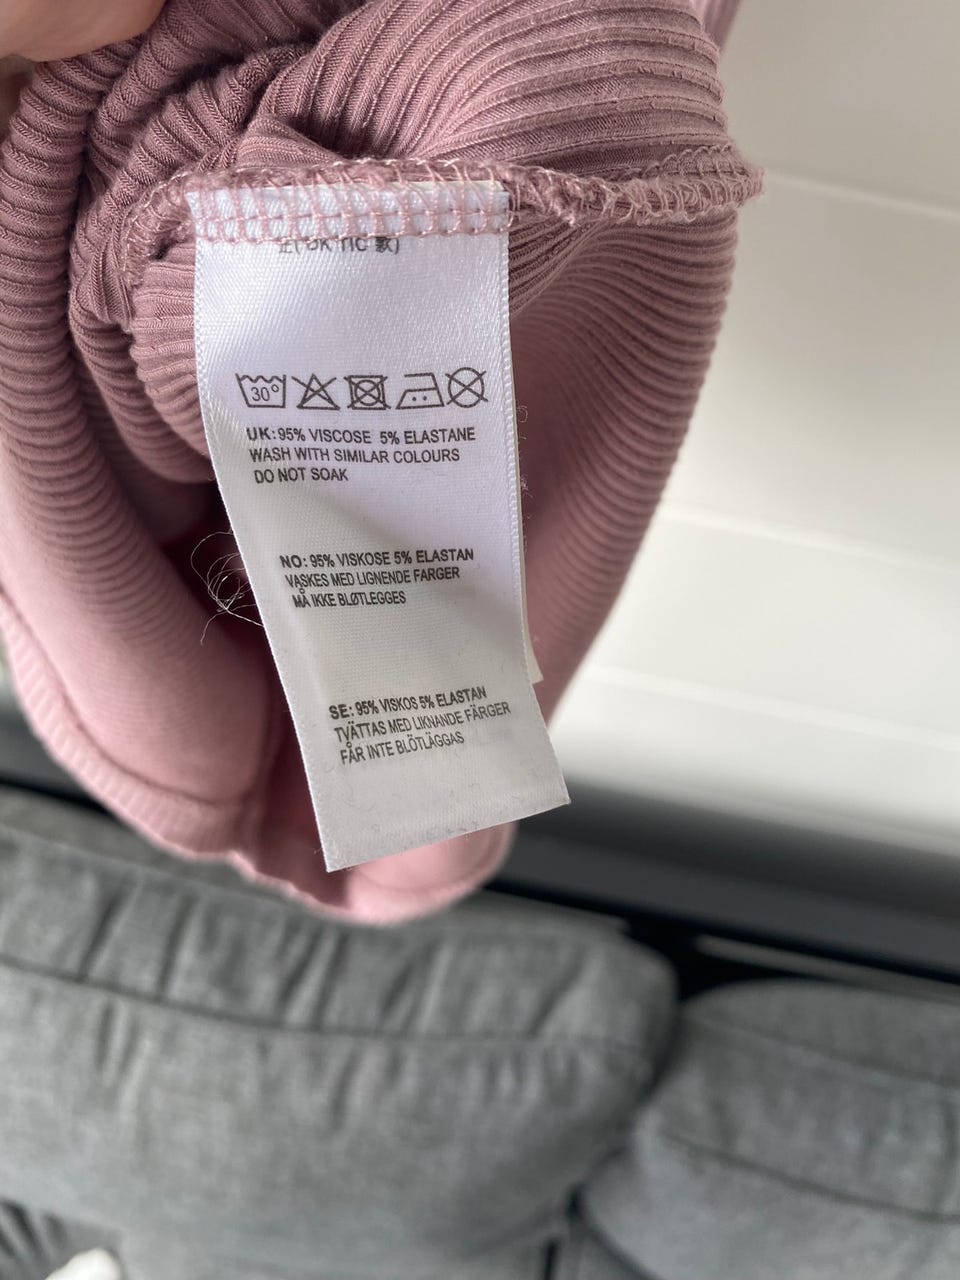 30°
UK: 95% VISCOSE 5% ELASTANE
WASH WITH SIMILAR COLOURS
DO NOT SOAK
NO: 95% VISKOSE 5% ELASTAN
VASKES MED LIGNENDE FARGER
MÅ IKKE BLØTLEGGES
SE: 95% VISKOS 5% ELASTAN
TVÄTTAS MED LIKNANDE FÄRGER
FÅR INTE BLÖTLÄGGAS